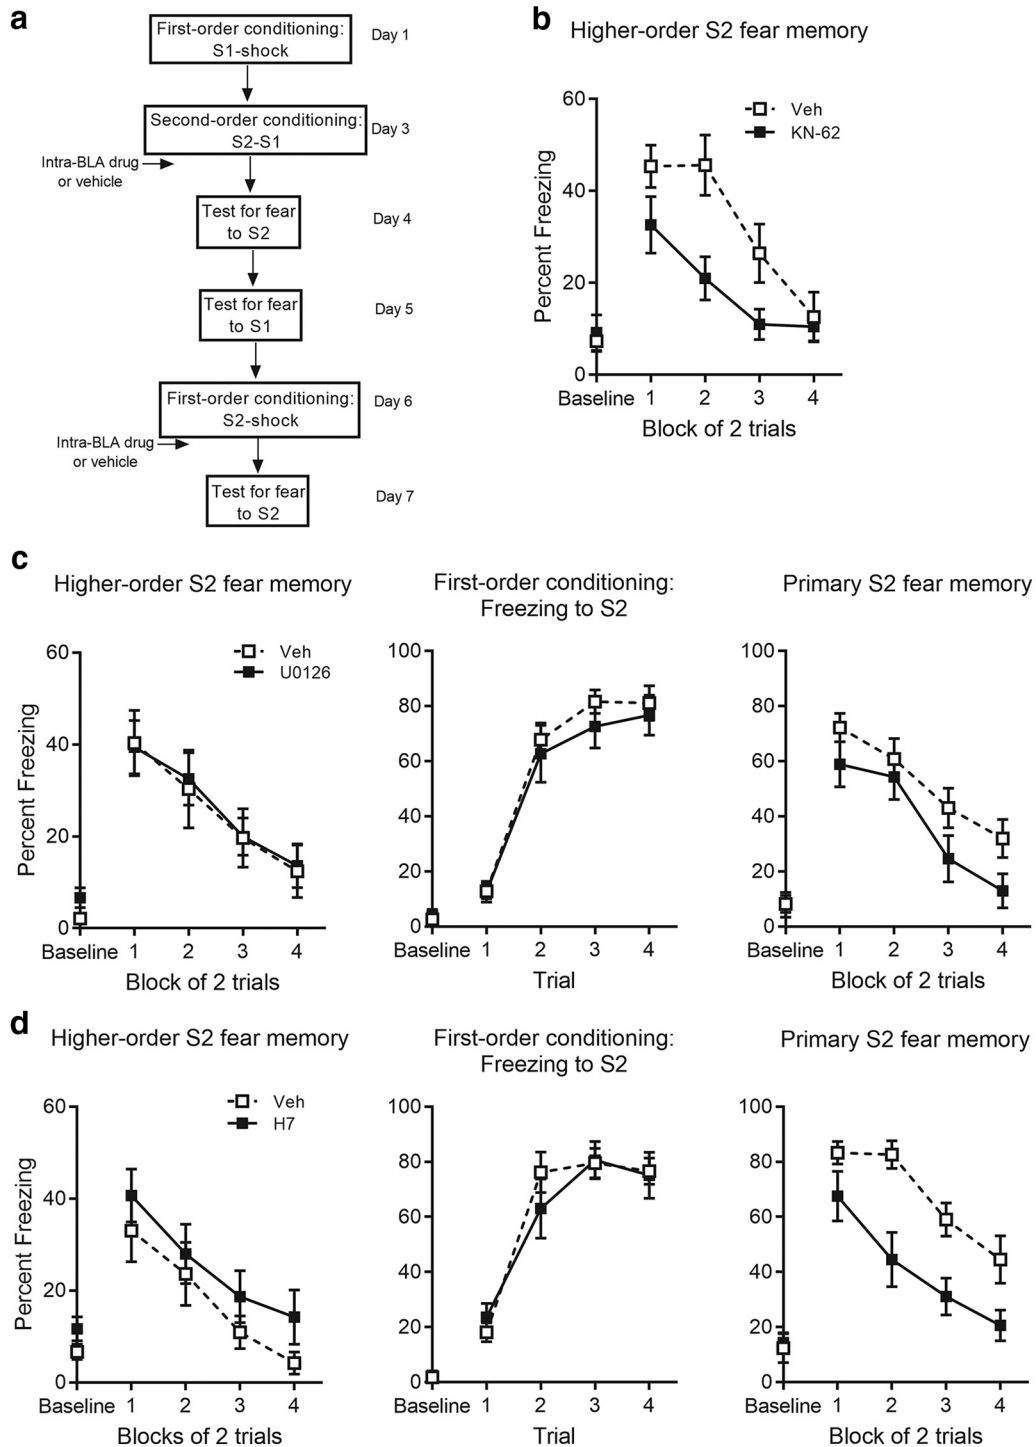 a
First-order conditioning:
S1-shock
Day 1
Second-order conditioning:
S2-S1
Day 3
Intra-BLA drug
or vehicle
Test for fear
to S2
Day 4
Test for fear
to S1
Day 5
First-order conditioning:
S2-shock
Day 6
Intra-BLA drug
or vehicle
Test for fear
to S2
Day 7
b
Higher-order S2 fear memory
Veh
KN-62
Percent Freezing
60
40
20
0
Baseline 1 2 3 4
Block of 2 trials
c
Higher-order S2 fear memory
Veh
U0126
Percent Freezing
60
40
20
0
Baseline 1 2 3 4
Block of 2 trials
First-order conditioning:
Freezing to S2
100
80
60
40
20
0
Baseline 1 2 3 4
Trial
Primary S2 fear memory
100
80
60
40
20
0
Baseline 1 2 3 4
Block of 2 trials
d
Higher-order S2 fear memory
Veh
H7
Percent Freezing
60
40
20
0
Baseline 1 2 3 4
Blocks of 2 trials
First-order conditioning:
Freezing to S2
100
80
60
40
20
0
Baseline 1 2 3 4
Trial
Primary S2 fear memory
100
80
60
40
20
0
Baseline 1 2 3 4
Blocks of 2 trials